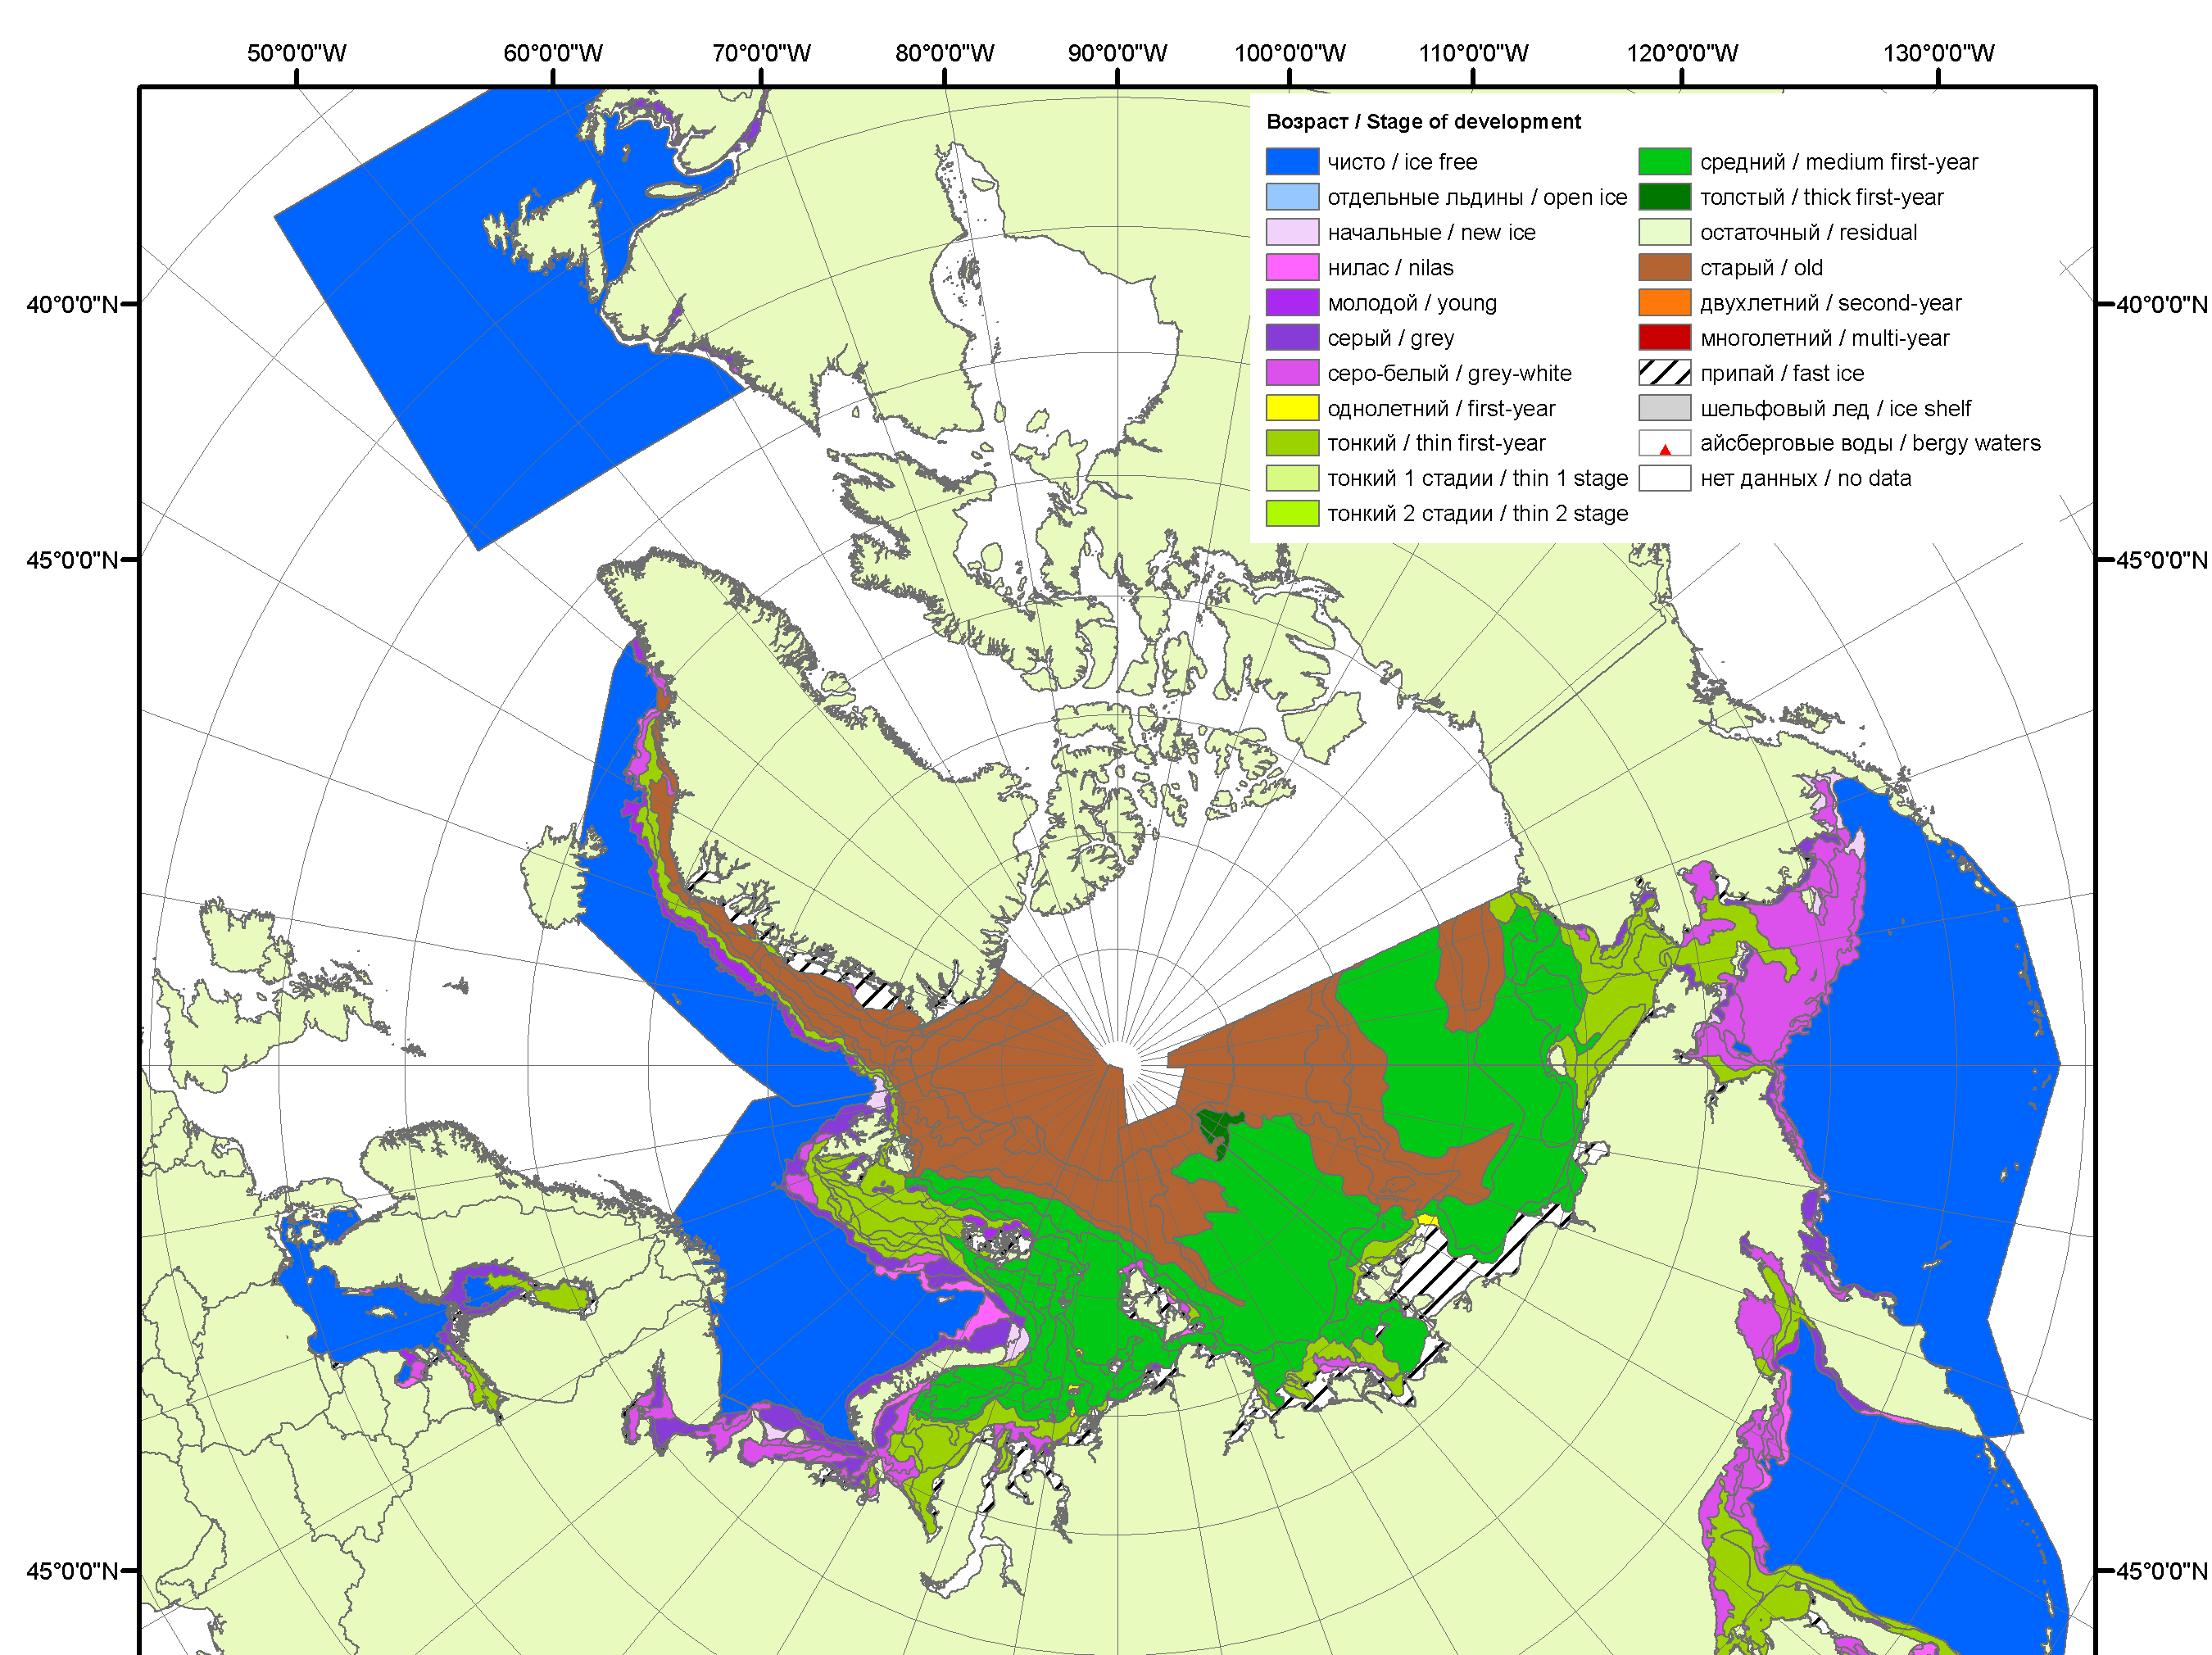 50°0'0"W 60°0'0"W 70°0'0"W 80°0'0"W 90°0'0"W 100°0'0"W 110°0'0"W 120°0'0"W 130°0'0"W
Возраст / Stage of development
чисто / ice free
отдельные льдины / open ice
начальные / new ice
нилас / nilas
молодой / young
серый / grey
серо-белый / grey-white
однолетний / first-year
тонкий / thin first-year
тонкий 1 стадии / thin 1 stage
тонкий 2 стадии / thin 2 stage
средний / medium first-year
толстый / thick first-year
остаточный / residual
старый / old
двухлетний / second-year
многолетний / multi-year
припай / fast ice
шельфовый лед / ice shelf
айсберговые воды / bergy waters
нет данных / no data
40°0'0"N 40°0'0"N
45°0'0"N 45°0'0"N
45°0'0"N 45°0'0"N